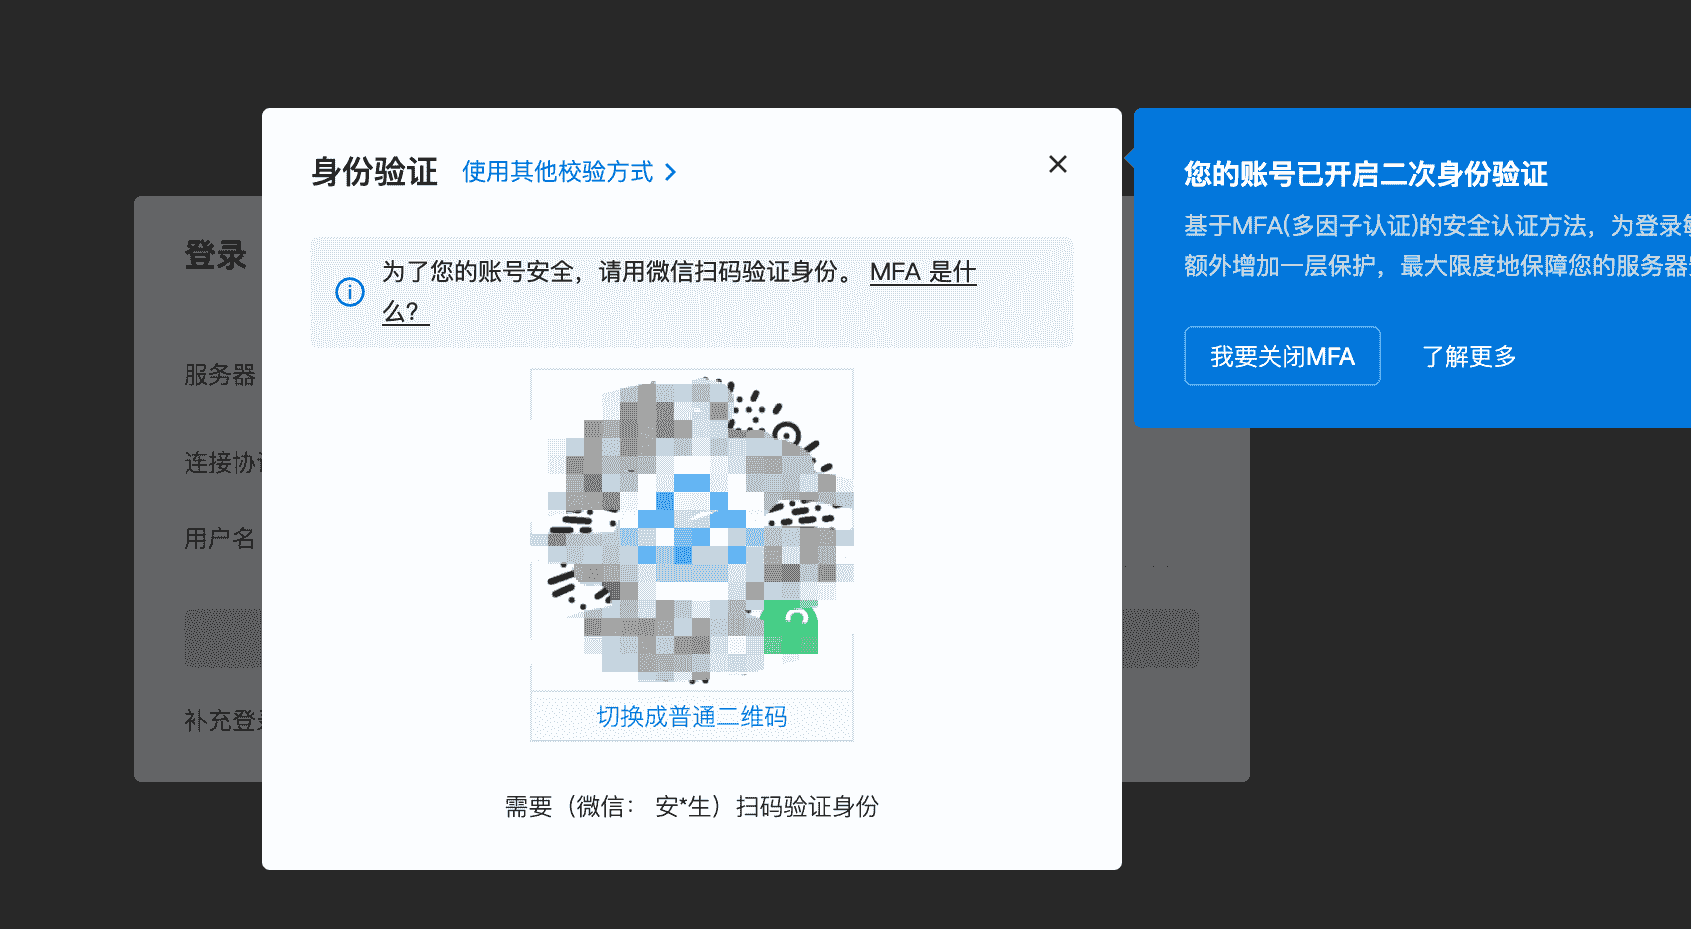 身份验证 使用其他校验方式
为了您的账号安全，请用微信扫码验证身份。 MFA 是什
么？
切换成普通二维码
需要（微信： 安*生）扫码验证身份
您的账号已开启二次身份验证
基于MFA(多因子认证)的安全认证方法，为登录
额外增加一层保护，最大限度地保障您的服务器
我要关闭MFA 了解更多
登录
服务器
连接协
用户名
补充登